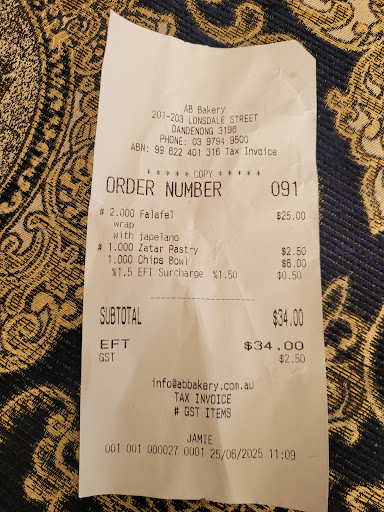 AB Bakery
201-203 LONSDALE STREET
DANDENONG 3196
PHONE: 03 9794 9500
ABN: 99 622 401 316 Tax Invoice
* * * * * COPY * * * * *
ORDER NUMBER 091
# 2.000 Falafel $25.00
wrap
with japelano
# 1.000 Zatar Pastry $2.50
1.000 Chips Bowl $6.00
%1.5 EFT Surcharge %1.50 $0.50
SUBTOTAL $34.00
EFT $34.00
GST $2.50
info@abbakery.com.au
TAX INVOICE
# GST ITEMS
JAMIE
001 001 000027 0001 25/06/2025 11:09